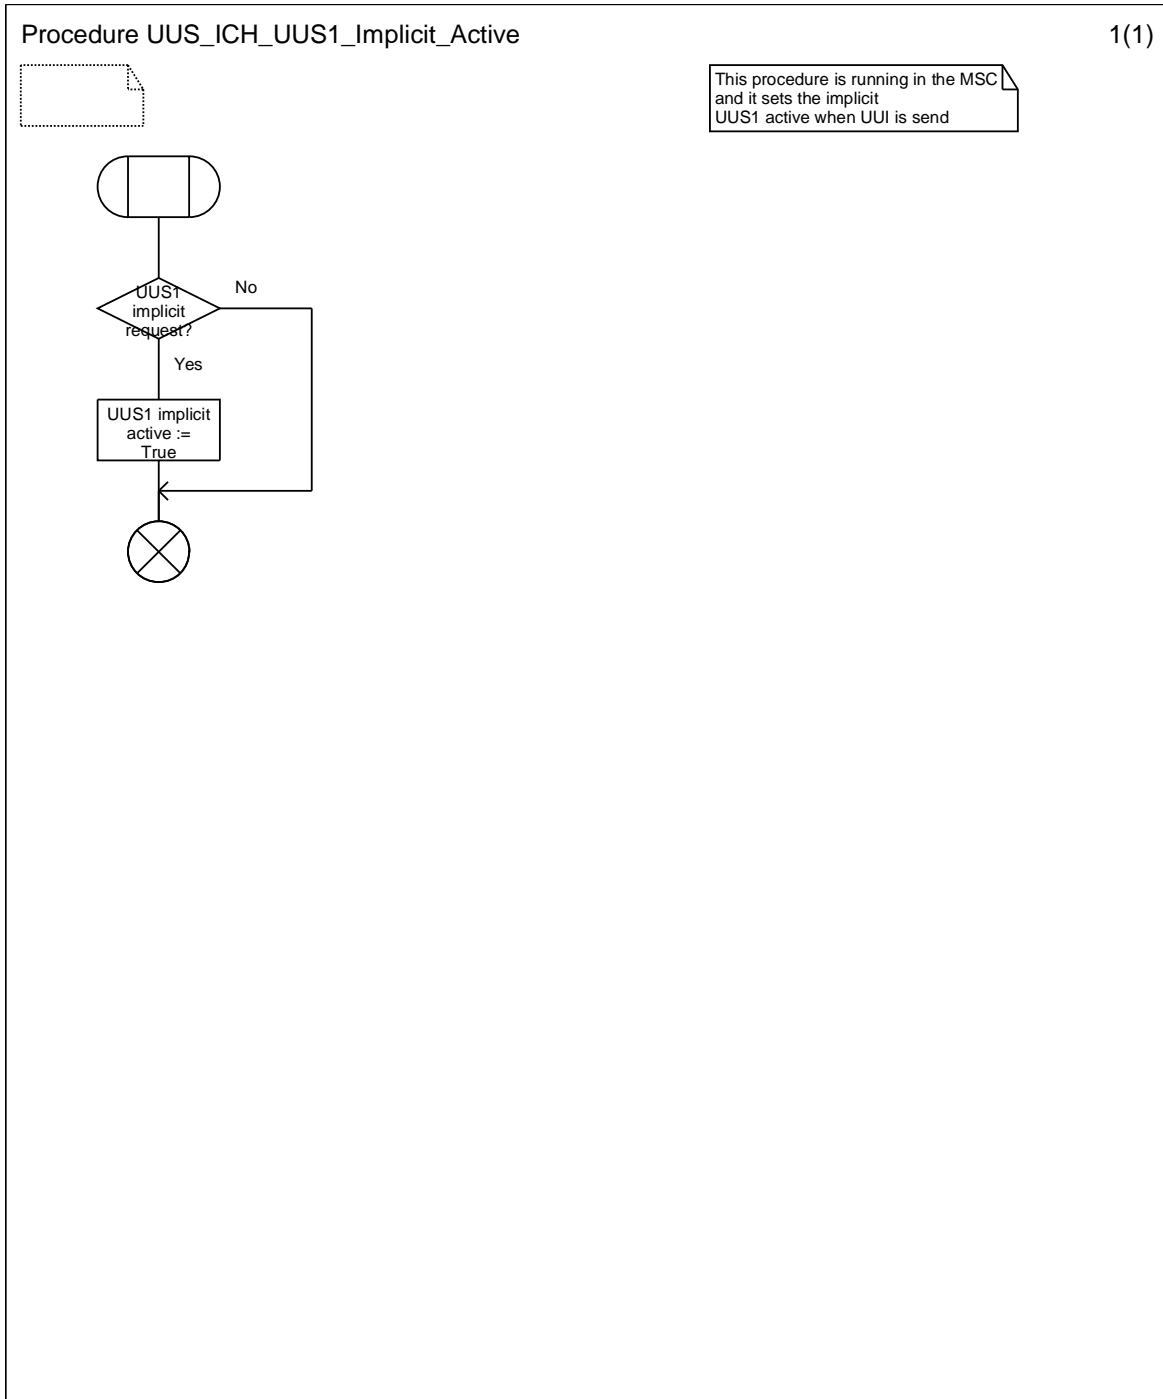 Procedure UUS_ICH_UUS1_Implicit_Active
1(1)
This procedure is running in the MSC
and it sets the implicit
UUS1 active when UUI is send
UUS1
implicit
request?
No
Yes
UUS1 implicit
active :=
True